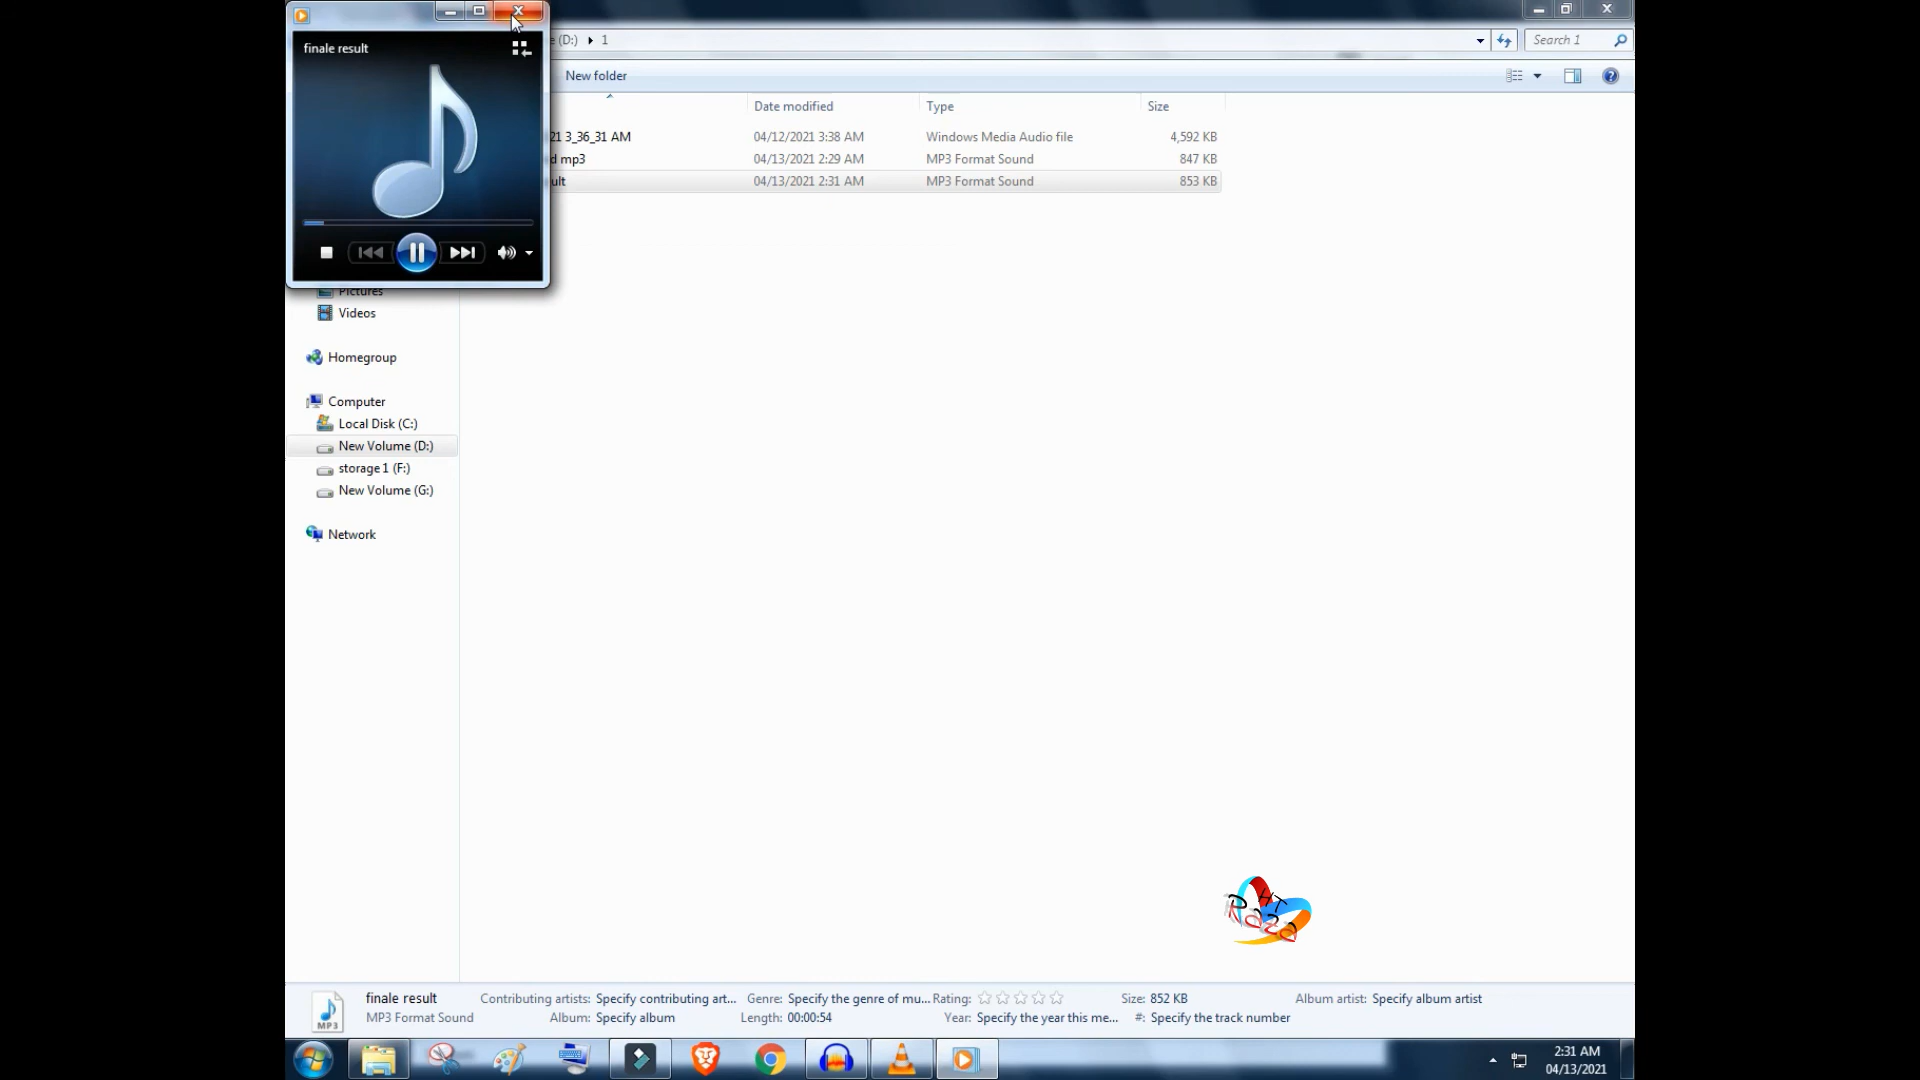 finale result
(D:) ▸ 1
Search 1
New folder
Date modified
Type
Size
21 3_36_31 AM
04/12/2021 3:38 AM
Windows Media Audio file
4,592 KB
d mp3
04/13/2021 2:29 AM
MP3 Format Sound
847 KB
ult
04/13/2021 2:31 AM
MP3 Format Sound
853 KB
Pictures
Videos
Homegroup
Computer
Local Disk (C:)
New Volume (D:)
storage 1 (F:)
New Volume (G:)
Network
Raza
finale result
Contributing artists: Specify contributing art...
Genre: Specify the genre of mu...
Rating:
Size: 852 KB
Album artist: Specify album artist
MP3
MP3 Format Sound
Album: Specify album
Length: 00:00:54
Year: Specify the year this me...
#: Specify the track number
2:31 AM
04/13/2021